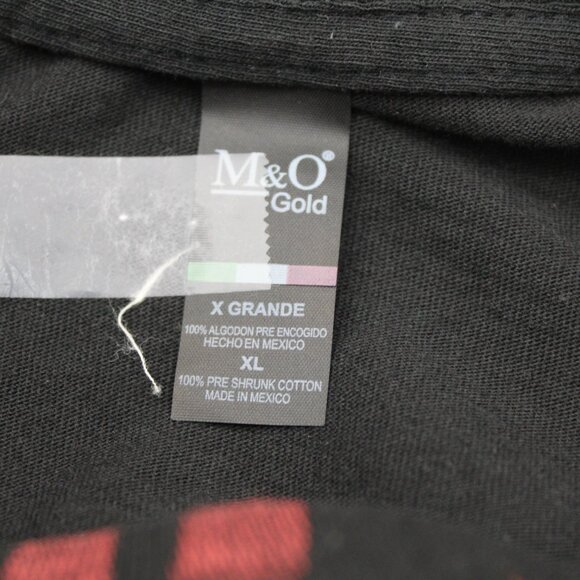 M&O®
Gold
X GRANDE
100% ALGODON PRE ENCOGIDO
HECHO EN MEXICO
XL
100% PRE SHRUNK COTTON
MADE IN MEXICO